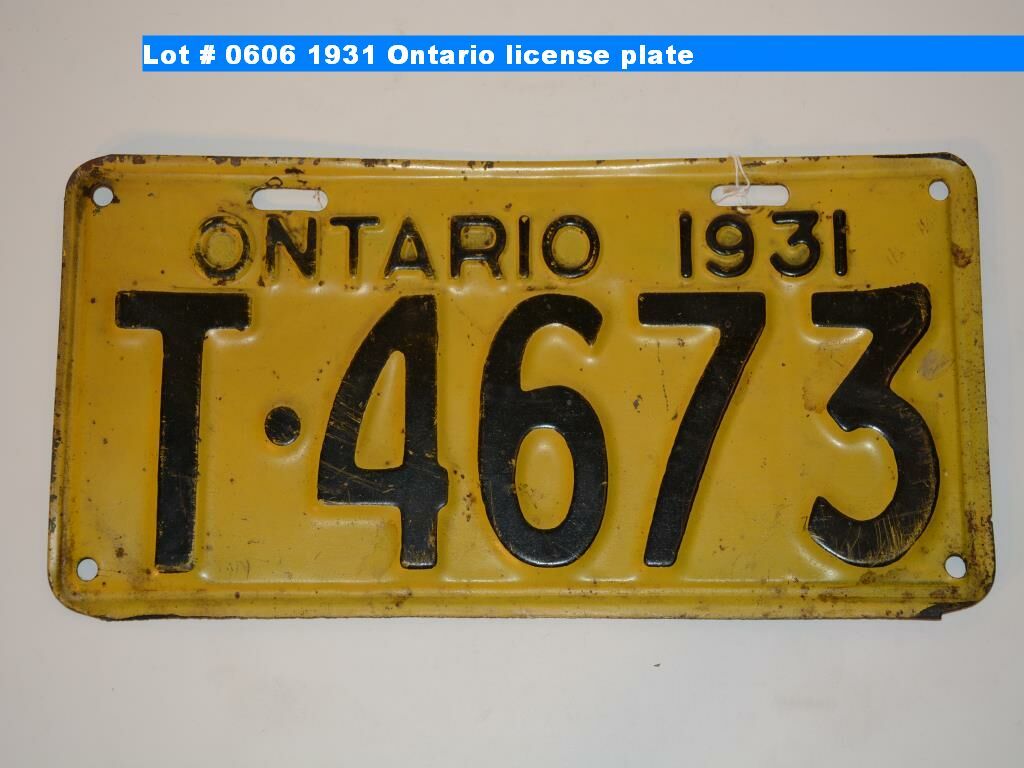 Lot # 0606 1931 Ontario license plate
ONTARIO 1931
T·4673